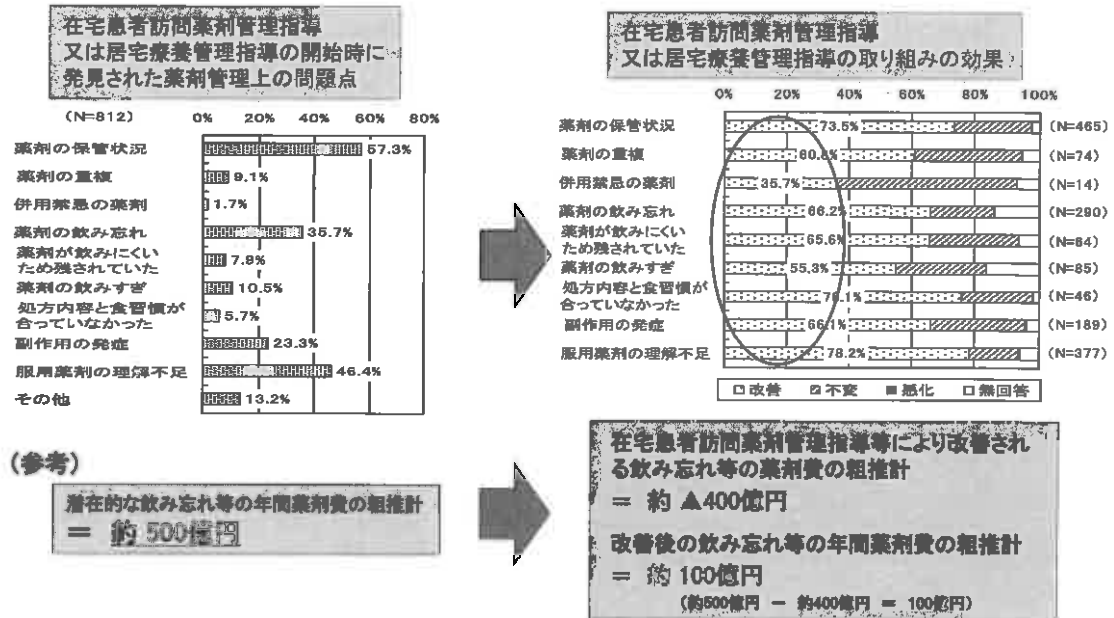 在宅患者訪問薬剤管理指導
又は居宅療養管理指導の開始時に
発見された薬剤管理上の問題点
(N=812)
0% 20% 40% 60% 80%
薬剤の保管状況 57.3%
薬剤の重複 9.1%
併用禁忌の薬剤 1.7%
薬剤の飲み忘れ 35.7%
薬剤が飲みにくい
ため残されていた 7.8%
薬剤の飲みすぎ 10.5%
処方内容と食習慣が
合っていなかった 5.7%
副作用の発症 23.3%
服用薬剤の理解不足 46.4%
その他 13.2%
在宅患者訪問薬剤管理指導
又は居宅療養管理指導の取り組みの効果
0% 20% 40% 60% 80% 100%
薬剤の保管状況 73.5% (N=465)
薬剤の重複 60.8% (N=74)
併用禁忌の薬剤 35.7% (N=14)
薬剤の飲み忘れ 66.2% (N=290)
薬剤が飲みにくい
ため残されていた 65.6% (N=64)
薬剤の飲みすぎ 55.3% (N=85)
処方内容と食習慣が
合っていなかった 76.1% (N=46)
副作用の発症 66.1% (N=189)
服用薬剤の理解不足 78.2% (N=377)
改善 不変 悪化 無回答
(参考)
潜在的な飲み忘れ等の年間薬剤費の粗推計
= 約 500億円
在宅患者訪問薬剤管理指導等により改善され
る飲み忘れ等の薬剤費の粗推計
= 約 ▲400億円
改善後の飲み忘れ等の年間薬剤費の粗推計
= 約 100億円
(約500億円 - 約400億円 = 100億円)